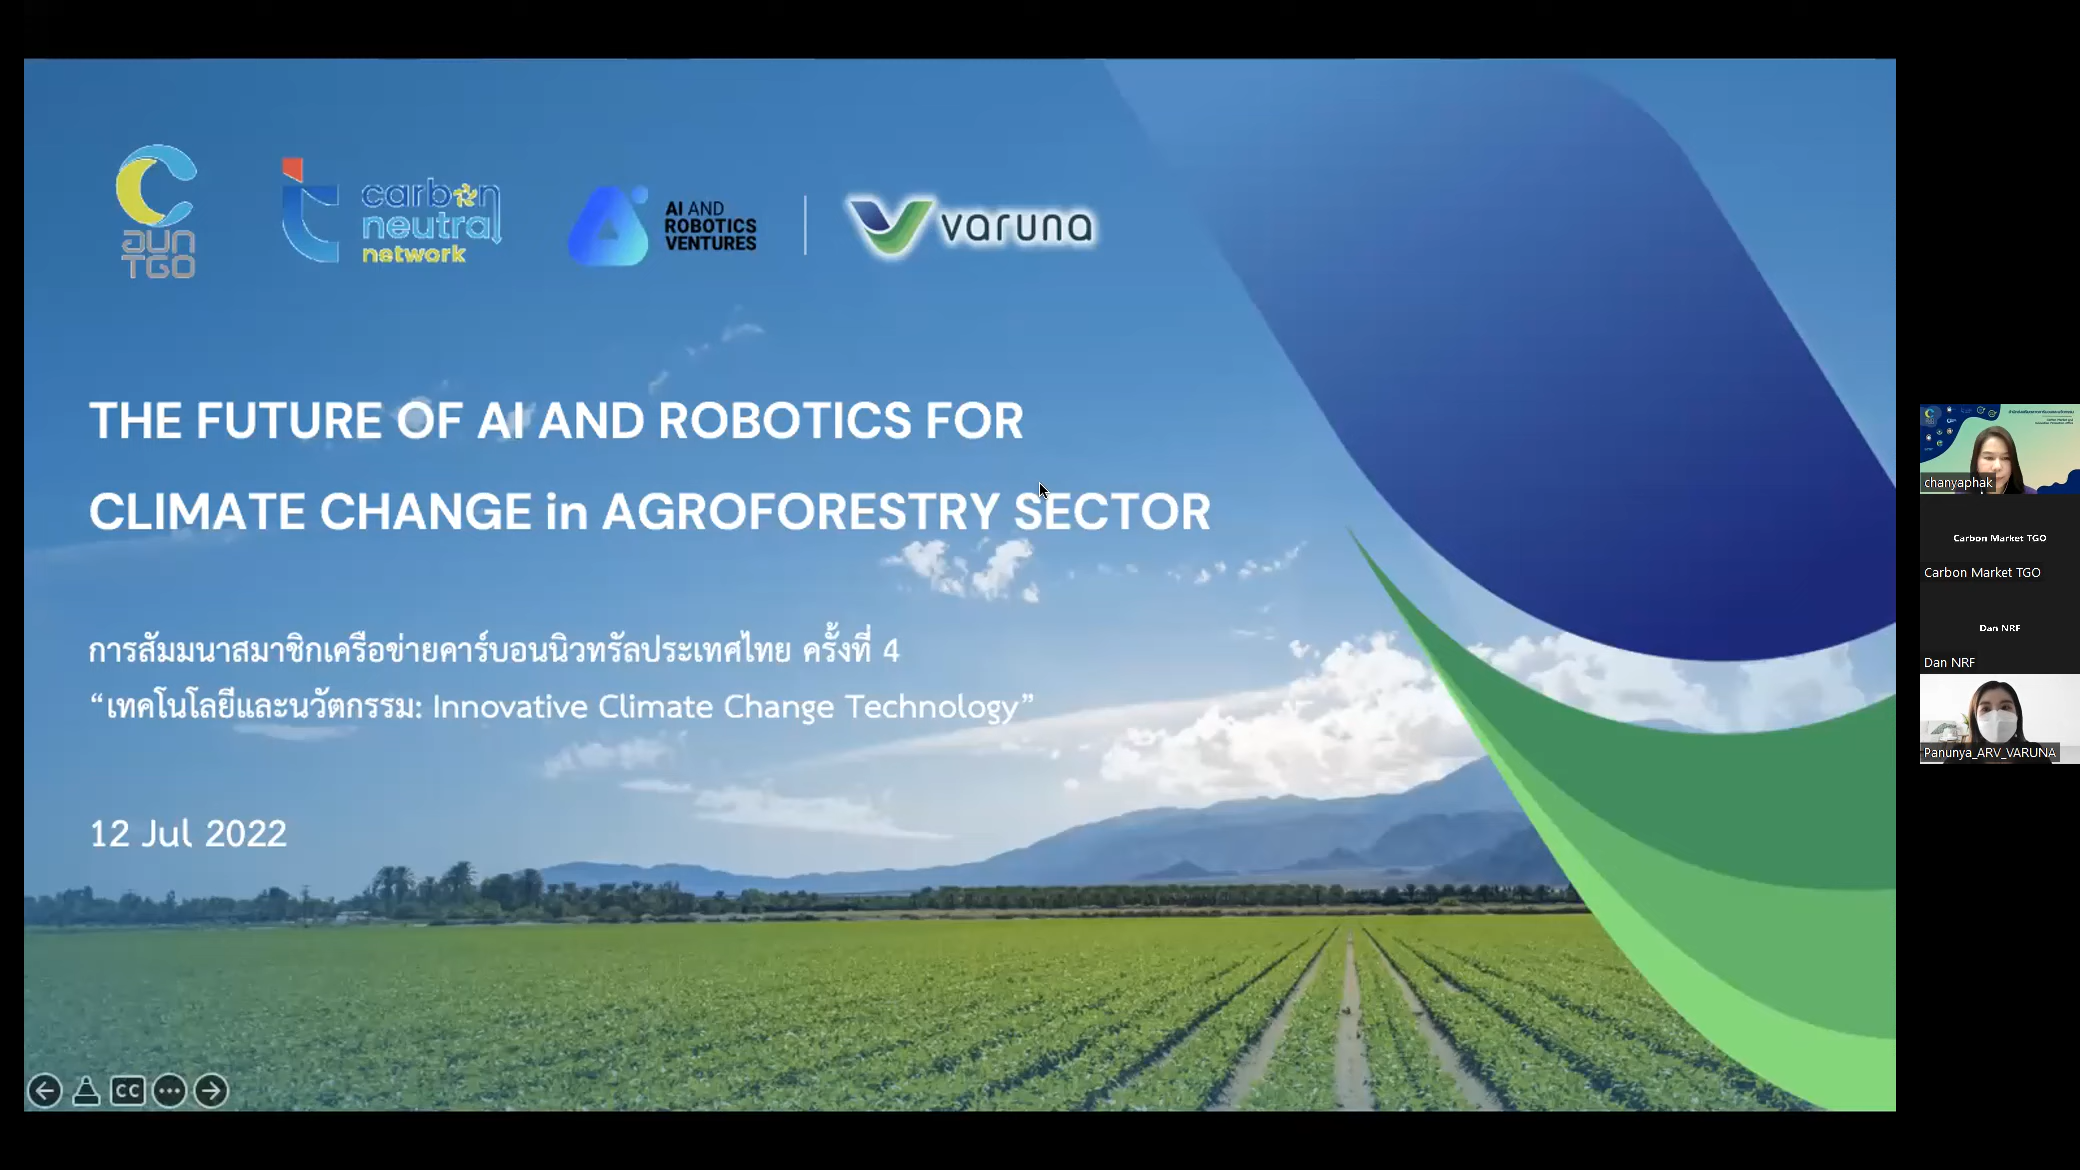 อบก
TGO
carbon
neutral
network
AI AND
ROBOTICS
VENTURES
varuna
THE FUTURE OF AI AND ROBOTICS FOR
CLIMATE CHANGE in AGROFORESTRY SECTOR
การสัมมนาสมาชิกเครือข่ายคาร์บอนนิวทรัลประเทศไทย ครั้งที่ 4
“เทคโนโลยีและนวัตกรรม: Innovative Climate Change Technology”
12 Jul 2022
CC
chanyaphak
Carbon Market TGO
Carbon Market TGO
Dan NRF
Dan NRF
Panunya_ARV_VARUNA